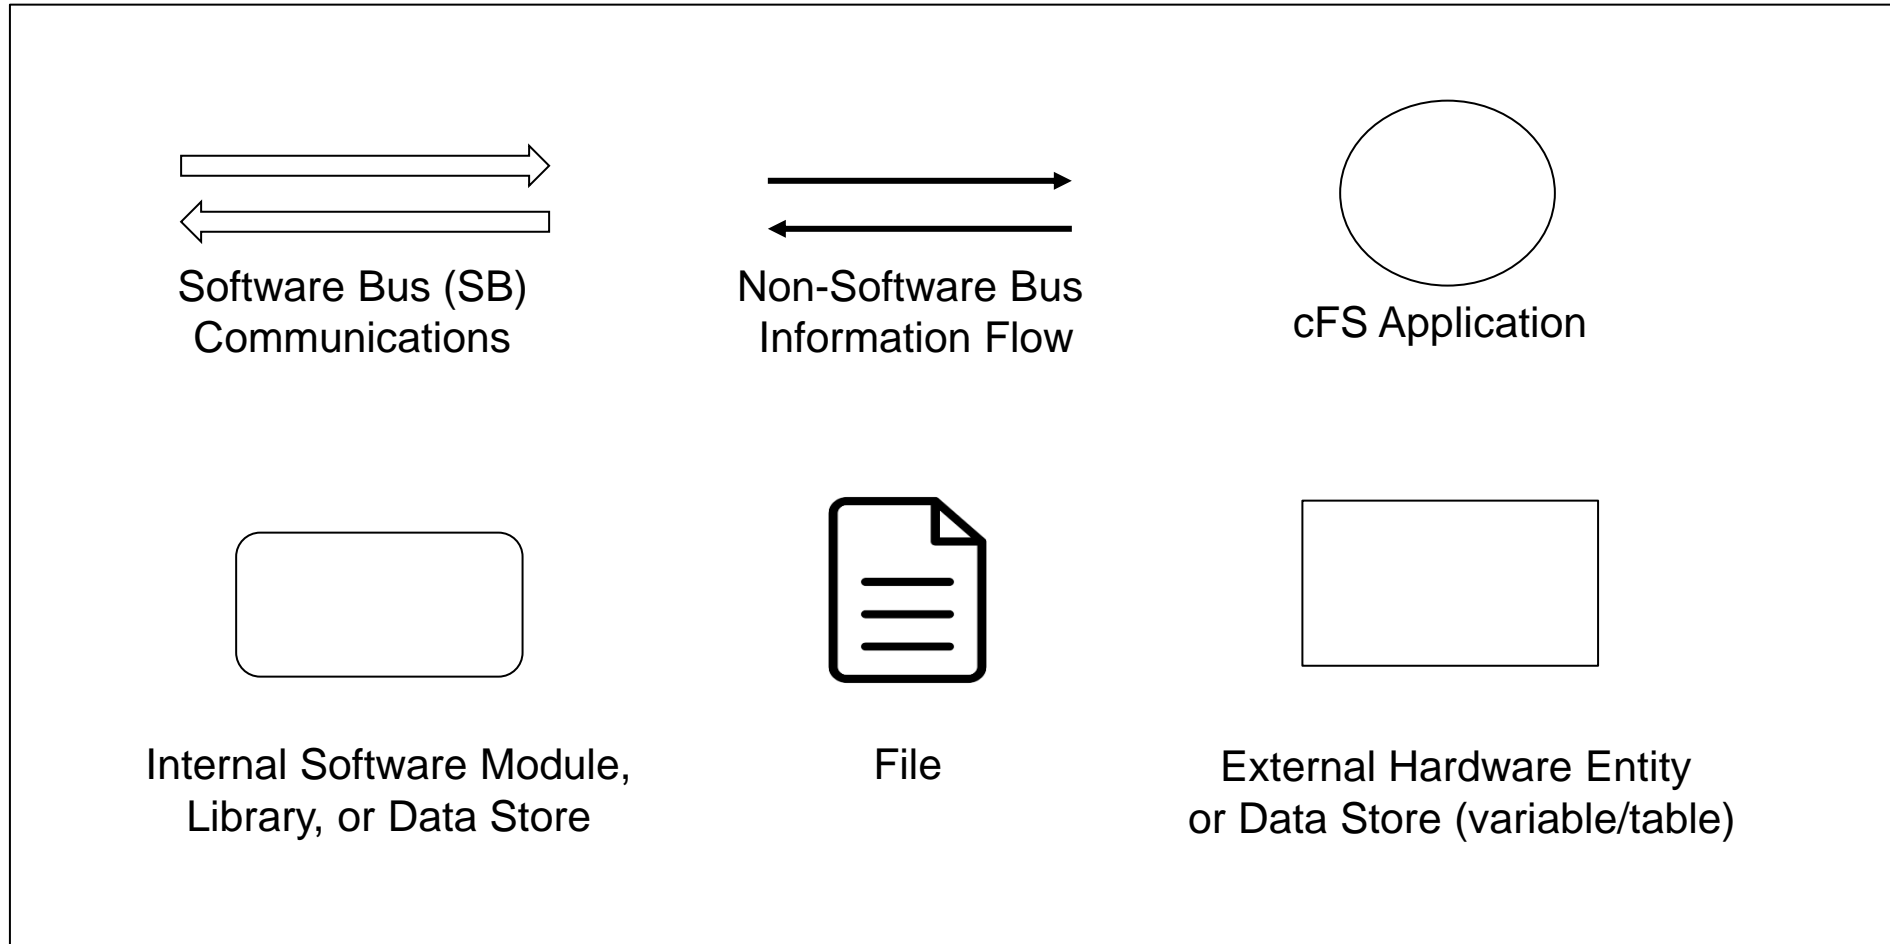 Software Bus (SB)
Communications
Non-Software Bus
Information Flow
cFS Application
Internal Software Module,
Library, or Data Store
File
External Hardware Entity
or Data Store (variable/table)